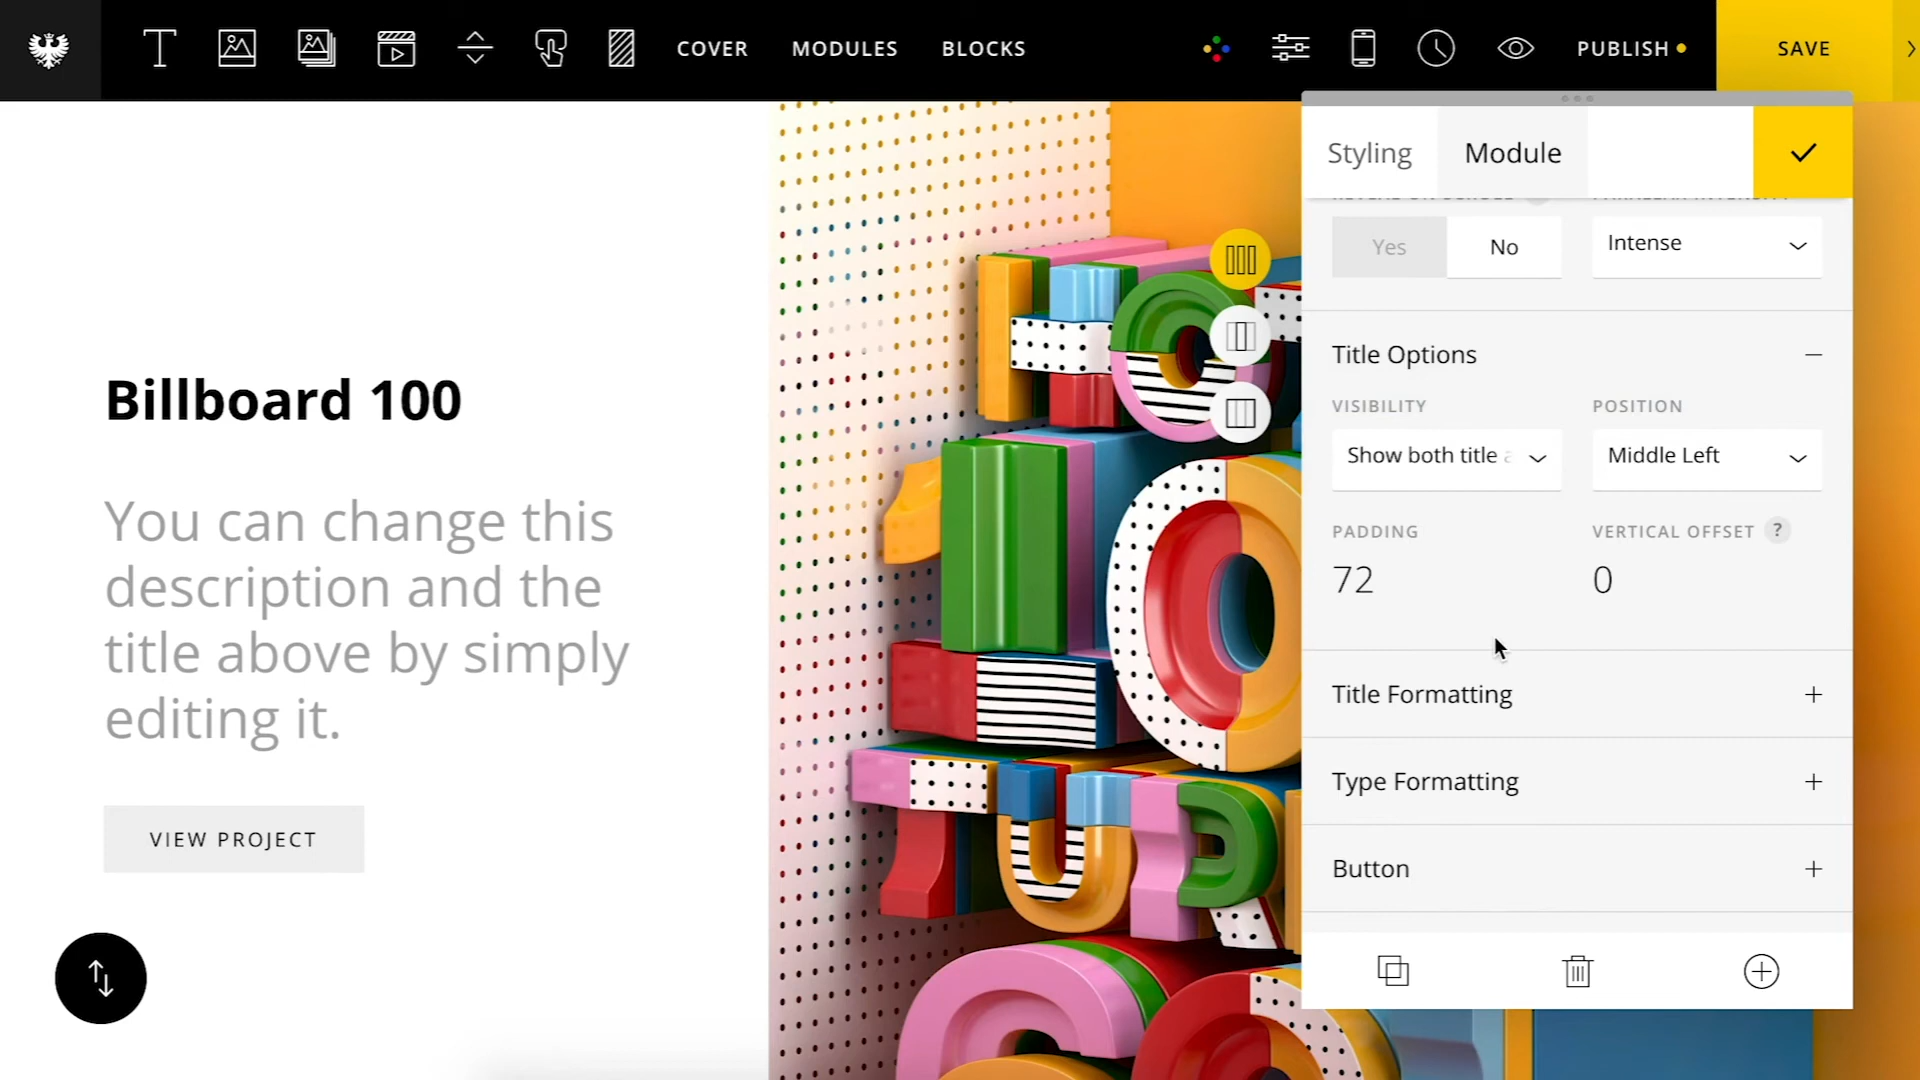 COVER MODULES BLOCKS PUBLISH SAVE
Styling Module
Yes No Intense
Title Options
VISIBILITY POSITION
Show both title Middle Left
PADDING VERTICAL OFFSET ?
72 0
Title Formatting
Type Formatting
Button
Billboard 100
You can change this
description and the
title above by simply
editing it.
VIEW PROJECT